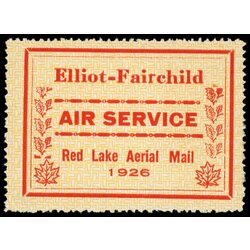 Elliot-Fairchild
AIR SERVICE
Red Lake Aerial Mail
1926